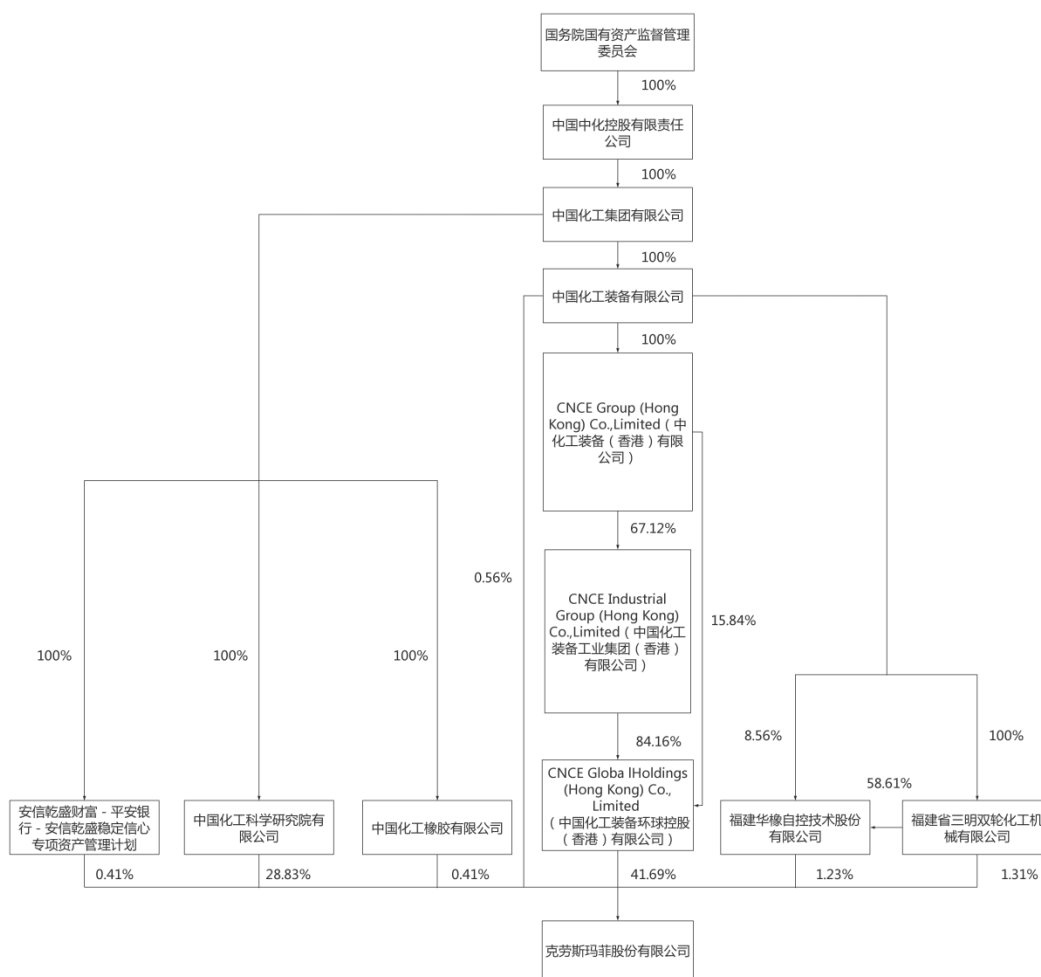 国务院国有资产监督管理
委员会
100%
中国中化控股有限责任
公司
100%
中国化工集团有限公司
100%
中国化工装备有限公司
100%
CNCE Group (Hong
Kong) Co.,Limited（中
化工装备（香港）有限
公司）
67.12%
0.56%
CNCE Industrial
Group (Hong Kong)
Co.,Limited（中国化工
装备工业集团（香港）
有限公司）
15.84%
100%
100%
100%
84.16%
8.56%
100%
58.61%
安信乾盛财富－平安银
行－安信乾盛稳定信心
专项资产管理计划
中国化工科学研究院有
限公司
中国化工橡胶有限公司
CNCE Globa lHoldings
(Hong Kong) Co.,
Limited
（中国化工装备环球控股
（香港）有限公司）
福建华橡自控技术股份
有限公司
福建省三明双轮化工机
械有限公司
0.41%
28.83%
0.41%
41.69%
1.23%
1.31%
克劳斯玛菲股份有限公司